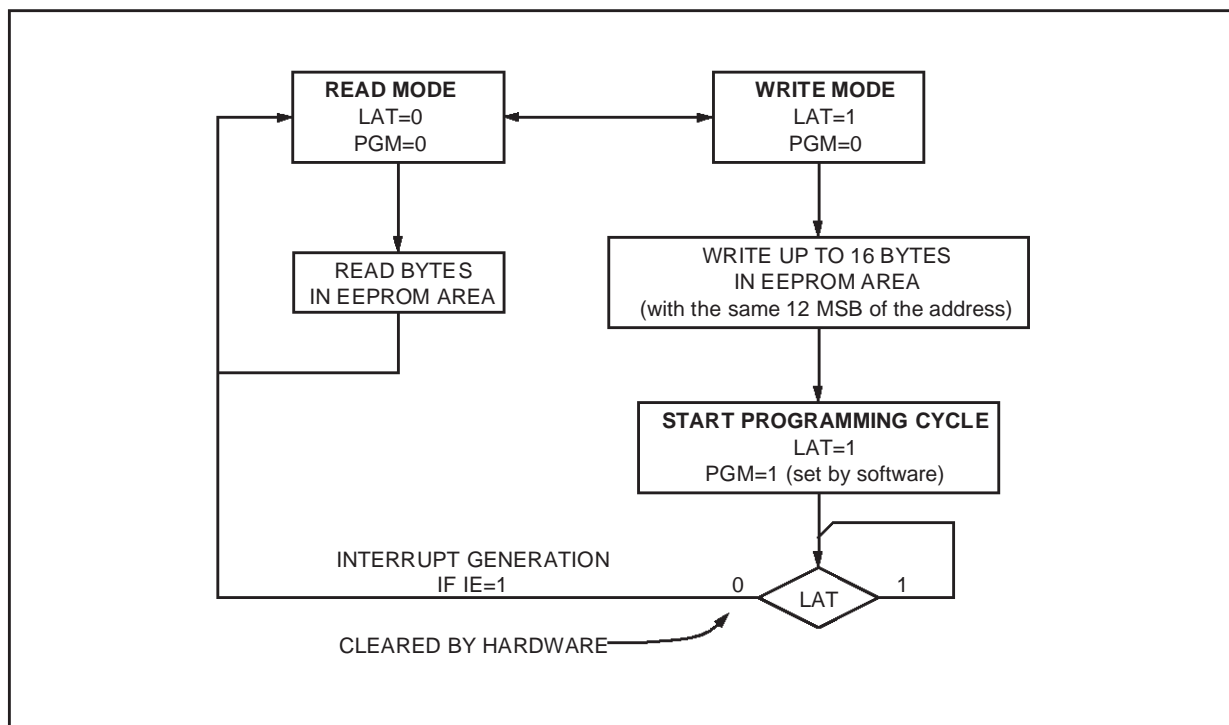 READ MODE
LAT=0
PGM=0
WRITE MODE
LAT=1
PGM=0
READ BYTES
IN EEPROM AREA
WRITE UP TO 16 BYTES
IN EEPROM AREA
(with the same 12 MSB of the address)
START PROGRAMMING CYCLE
LAT=1
PGM=1 (set by software)
INTERRUPT GENERATION
IF IE=1
0
LAT
1
CLEARED BY HARDWARE